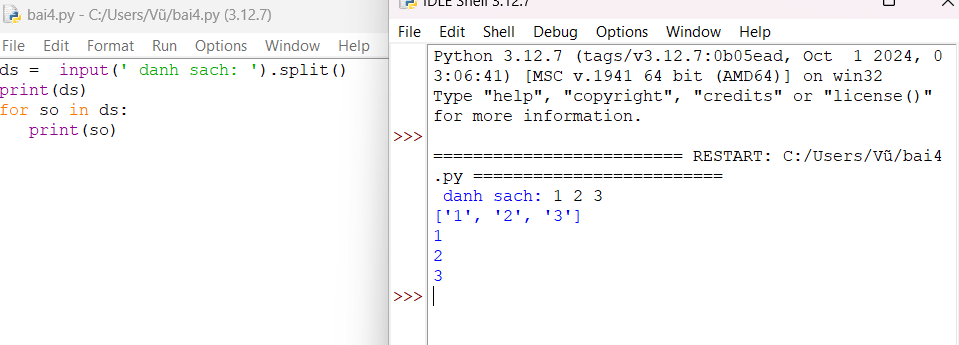 bai4.py - C:/Users/Vũ/bai4.py (3.12.7)
File Edit Format Run Options Window Help
ds =  input(' danh sach: ').split()
print(ds)
for so in ds:
   print(so)
IDLE Shell 3.12.7
File Edit Shell Debug Options Window Help
Python 3.12.7 (tags/v3.12.7:0b05ead, Oct  1 2024, 0
3:06:41) [MSC v.1941 64 bit (AMD64)] on win32
Type "help", "copyright", "credits" or "license()"
for more information.
>>>
========================= RESTART: C:/Users/Vũ/bai4
.py =========================
 danh sach: 1 2 3
['1', '2', '3']
1
2
3
>>>